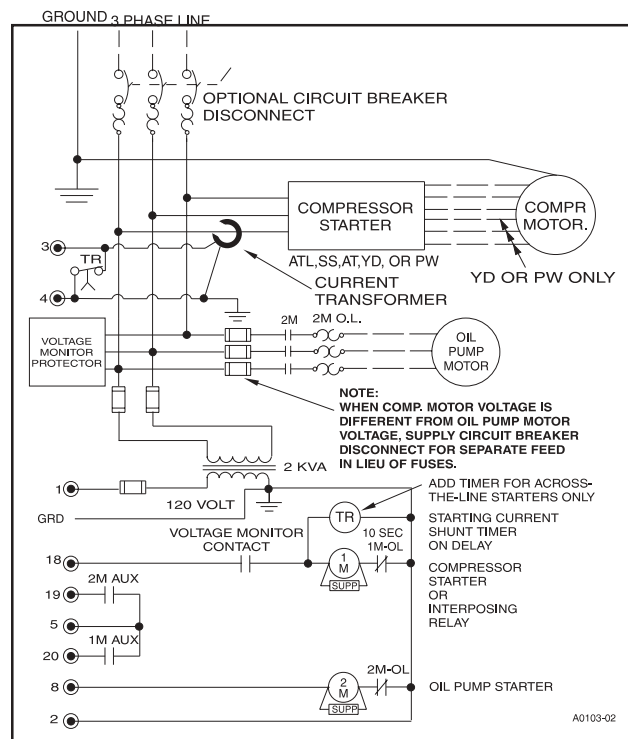 GROUND 3 PHASE LINE
OPTIONAL CIRCUIT BREAKER
DISCONNECT
COMPRESSOR
STARTER
COMPR
MOTOR.
3
TR
ATL,SS,AT,YD, OR PW
YD OR PW ONLY
CURRENT
TRANSFORMER
4
2M
2M O.L.
VOLTAGE
MONITOR
PROTECTOR
OIL
PUMP
MOTOR
NOTE:
WHEN COMP. MOTOR VOLTAGE IS
DIFFERENT FROM OIL PUMP MOTOR
VOLTAGE, SUPPLY CIRCUIT BREAKER
DISCONNECT FOR SEPARATE FEED
IN LIEU OF FUSES.
2 KVA
1
120 VOLT
ADD TIMER FOR ACROSS-
THE-LINE STARTERS ONLY
GRD
TR
STARTING CURRENT
SHUNT TIMER
ON DELAY
VOLTAGE MONITOR
CONTACT
10 SEC
1M-OL
18
1
M
SUPP
COMPRESSOR
STARTER
OR
INTERPOSING
RELAY
2M AUX
19
5
1M AUX
20
2M-OL
8
2
M
SUPP
OIL PUMP STARTER
2
A0103-02